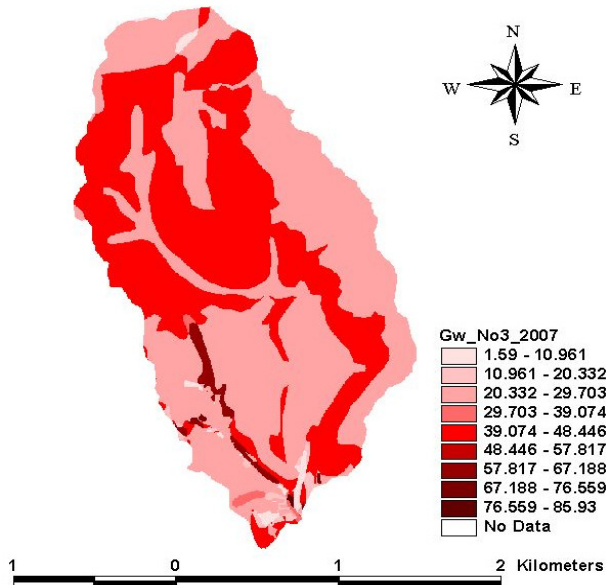 N
W E
S
Gw_No3_2007
1.59 - 10.961
10.961 - 20.332
20.332 - 29.703
29.703 - 39.074
39.074 - 48.446
48.446 - 57.817
57.817 - 67.188
67.188 - 76.559
76.559 - 85.93
No Data
1 0 1 2 Kilometers